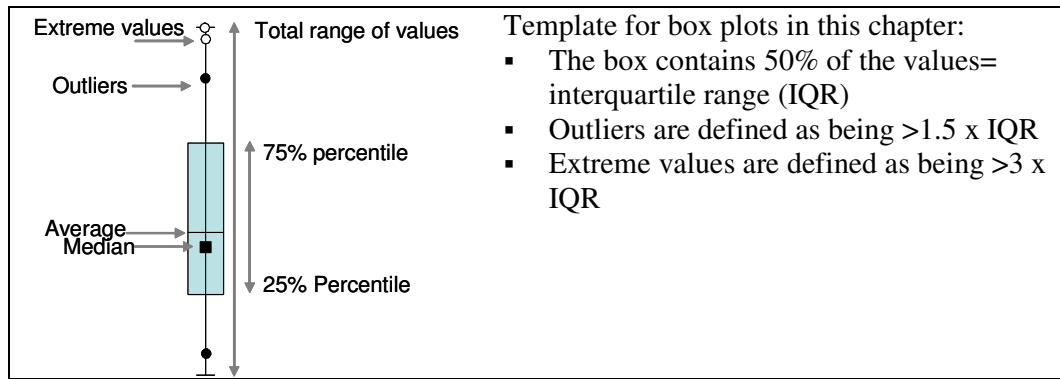 Extreme values
Total range of values
Outliers
75% percentile
Average
Median
25% Percentile
Template for box plots in this chapter:
▪ The box contains 50% of the values=
interquartile range (IQR)
▪ Outliers are defined as being >1.5 x IQR
▪ Extreme values are defined as being >3 x
IQR